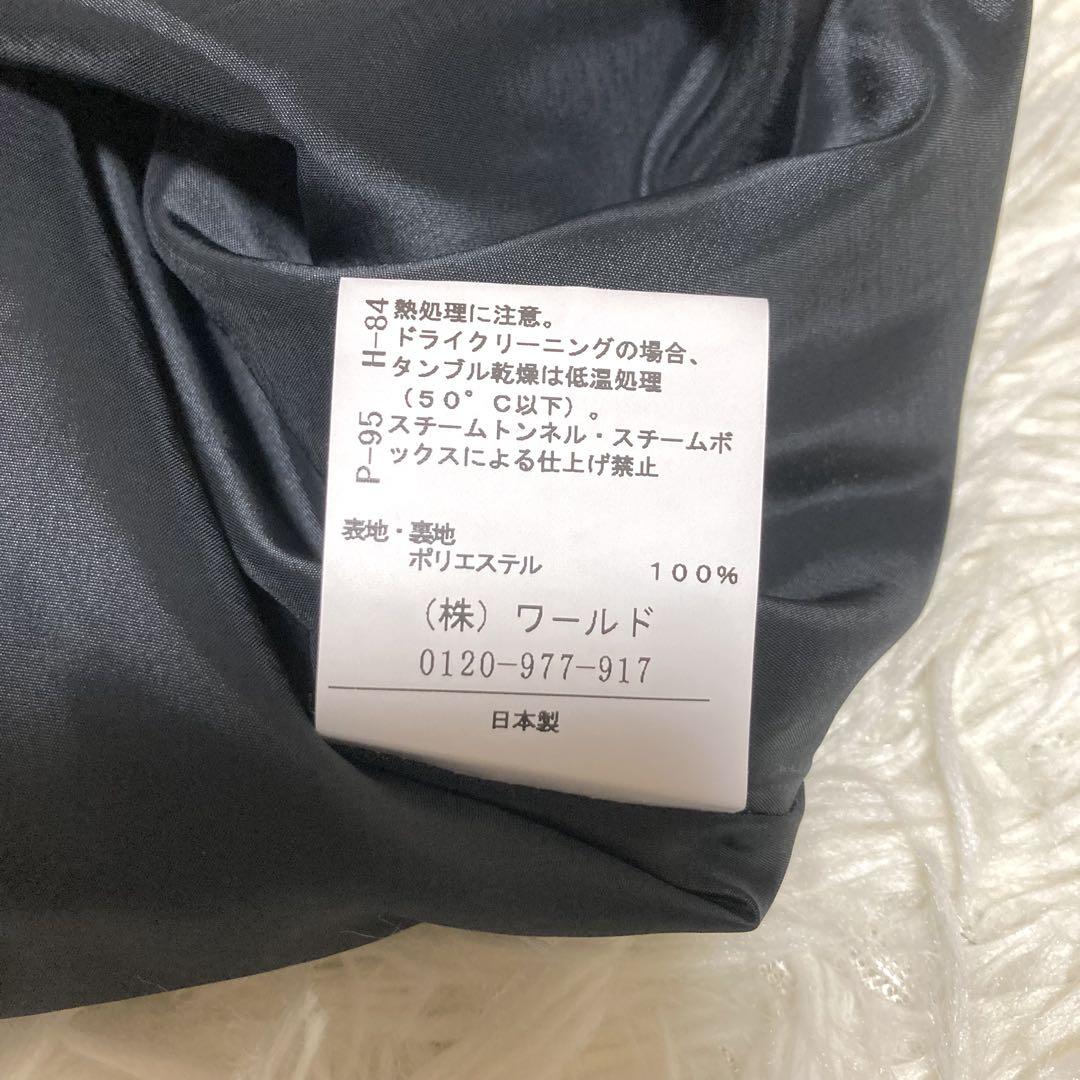 H-84
P-95
熱処理に注意。
ドライクリーニングの場合、
タンブル乾燥は低温処理
（50°C以下）。
スチームトンネル・スチームボ
ックスによる仕上げ禁止
表地・裏地
ポリエステル 100%
（株）ワールド
0120-977-917
日本製